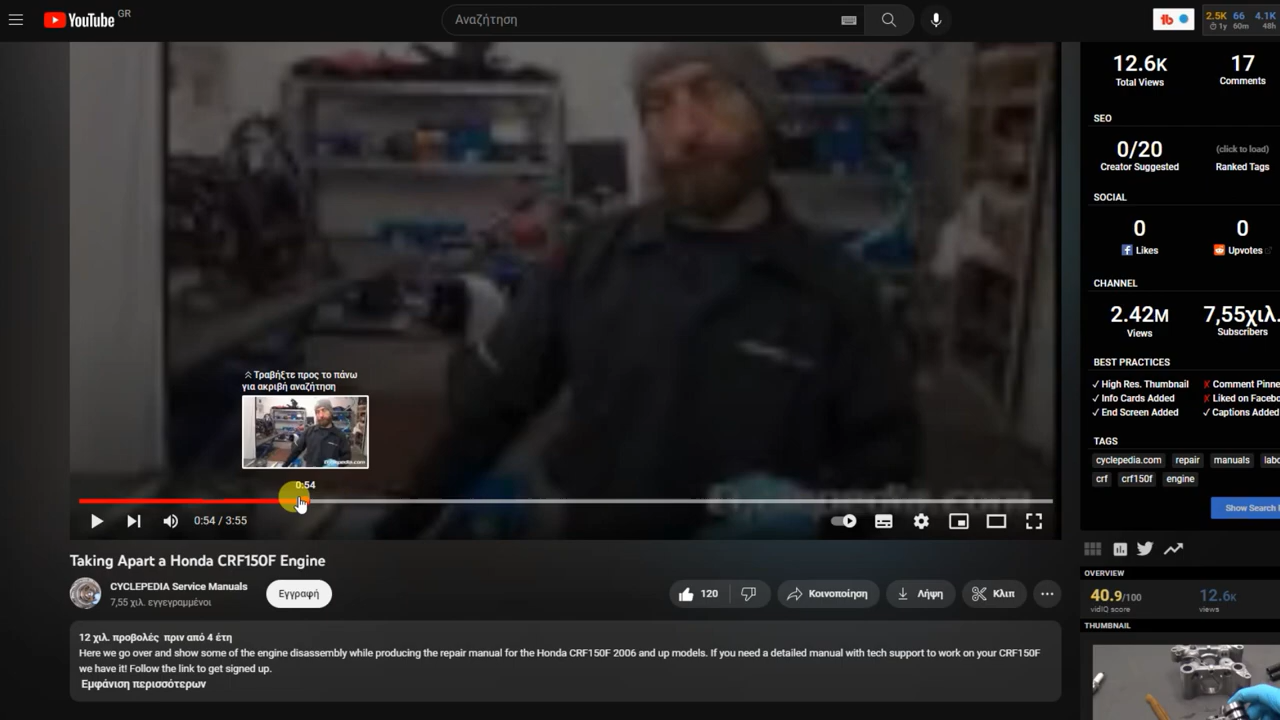 YouTube GR
Αναζήτηση
2.5K 66 4.1K
1y 60m 48h
12.6K 17
Total Views Comments
SEO
0/20 (click to load)
Creator Suggested Ranked Tags
SOCIAL
0 0
Likes Upvotes
CHANNEL
2.42M 7,55χιλ.
Views Subscribers
BEST PRACTICES
✓ High Res. Thumbnail ✗ Comment Pinne
✓ Info Cards Added ✗ Liked on Facebo
✓ End Screen Added ✓ Captions Added
TAGS
cyclepedia.com repair manuals labo
crf crf150f engine
Show Search
Τραβήξτε προς το πάνω
για ακριβή αναζήτηση
0:54
0:54 / 3:55
Taking Apart a Honda CRF150F Engine
CYCLEPEDIA Service Manuals
7,55 χιλ. εγγεγραμμένοι
Εγγραφή
120
Κοινοποίηση
Λήψη
Κλιπ
12 χιλ. προβολές πριν από 4 έτη
Here we go over and show some of the engine disassembly while producing the repair manual for the Honda CRF150F 2006 and up models. If you need a detailed manual with tech support to work on your CRF150F
we have it! Follow the link to get signed up.
Εμφάνιση περισσότερων
OVERVIEW
40.9/100 12.6K
vidIQ score views
THUMBNAIL